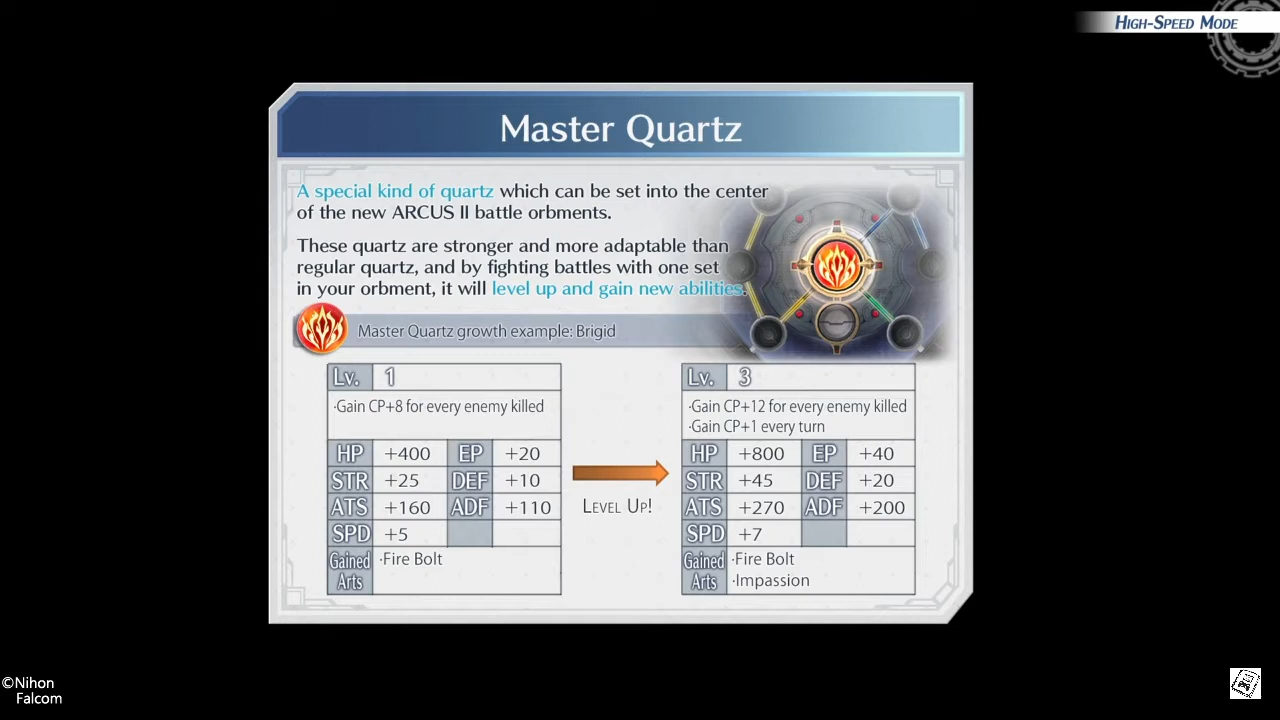 HIGH-SPEED MODE
Master Quartz
A special kind of quartz which can be set into the center
of the new ARCUS II battle orbments.
These quartz are stronger and more adaptable than
regular quartz, and by fighting battles with one set
in your orbment, it will level up and gain new abilities.
Master Quartz growth example: Brigid
Lv. 1
·Gain CP+8 for every enemy killed
HP +400 EP +20
STR +25 DEF +10
ATS +160 ADF +110
SPD +5
Gained Arts ·Fire Bolt
LEVEL UP!
Lv. 3
·Gain CP+12 for every enemy killed
·Gain CP+1 every turn
HP +800 EP +40
STR +45 DEF +20
ATS +270 ADF +200
SPD +7
Gained Arts ·Fire Bolt
·Impassion
©Nihon
Falcom